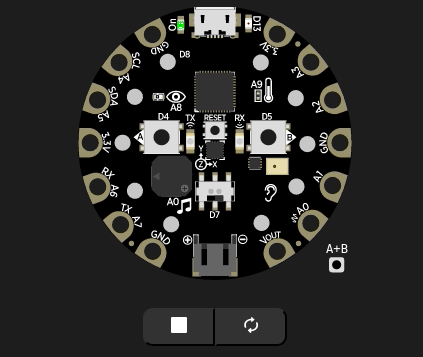 On
D13
GND
3.3V
D8
SCL A4
A3
A9
SDA A5
A8
A2
D4
TX
RESET
RX
D5
3.3V
A
B
GND
Y
Z
X
RX A6
A1
A0
D7
TX A7
A0
GND
VOUT
A+B